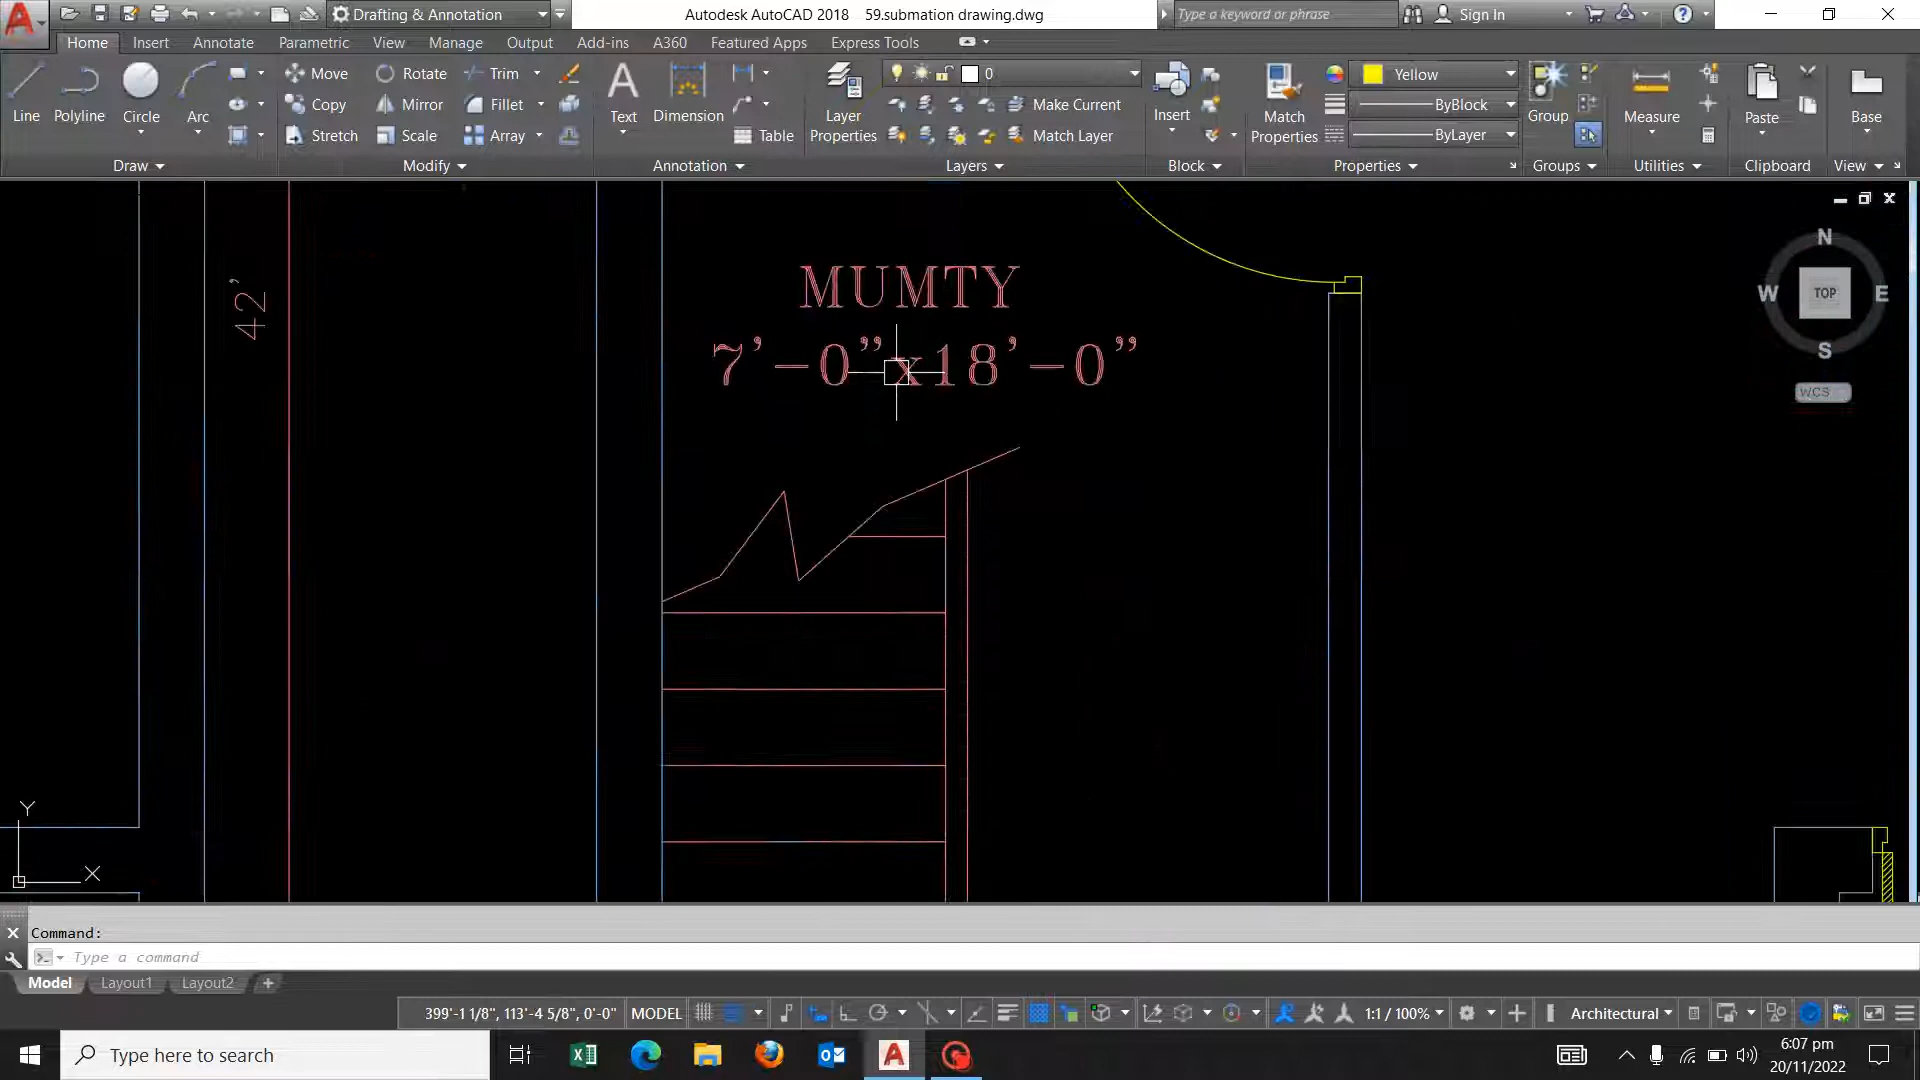 Drafting & Annotation
Autodesk AutoCAD 2018 59.submation drawing.dwg
Type a keyword or phrase
Sign In
Home Insert Annotate Parametric View Manage Output Add-ins A360 Featured Apps Express Tools
Line Polyline Circle Arc
Draw
Move Rotate Trim
Copy Mirror Fillet
Stretch Scale Array
Modify
Text Dimension Table
Annotation
Layer Properties
0
Make Current
Match Layer
Layers
Insert
Block
Match Properties
Yellow
ByBlock
ByLayer
Properties
Group
Groups
Measure
Utilities
Paste
Clipboard
Base
View
42'
MUMTY
7'-0"x18'-0"
N
W TOP E
S
WCS
Y
X
Command:
Type a command
Model Layout1 Layout2 +
399'-1 1/8", 113'-4 5/8", 0'-0" MODEL 1:1 / 100% Architectural
Type here to search
6:07 pm
20/11/2022